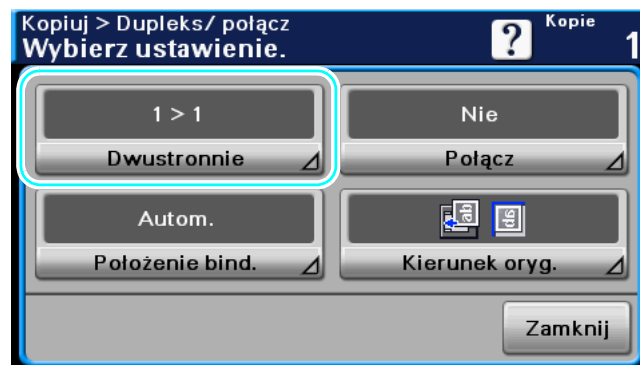 Kopiuj > Dupleks/ połącz
Wybierz ustawienie.
?
Kopie
1
1 > 1
Nie
Dwustronnie
Połącz
Autom.
Położenie bind.
Kierunek oryg.
Zamknij